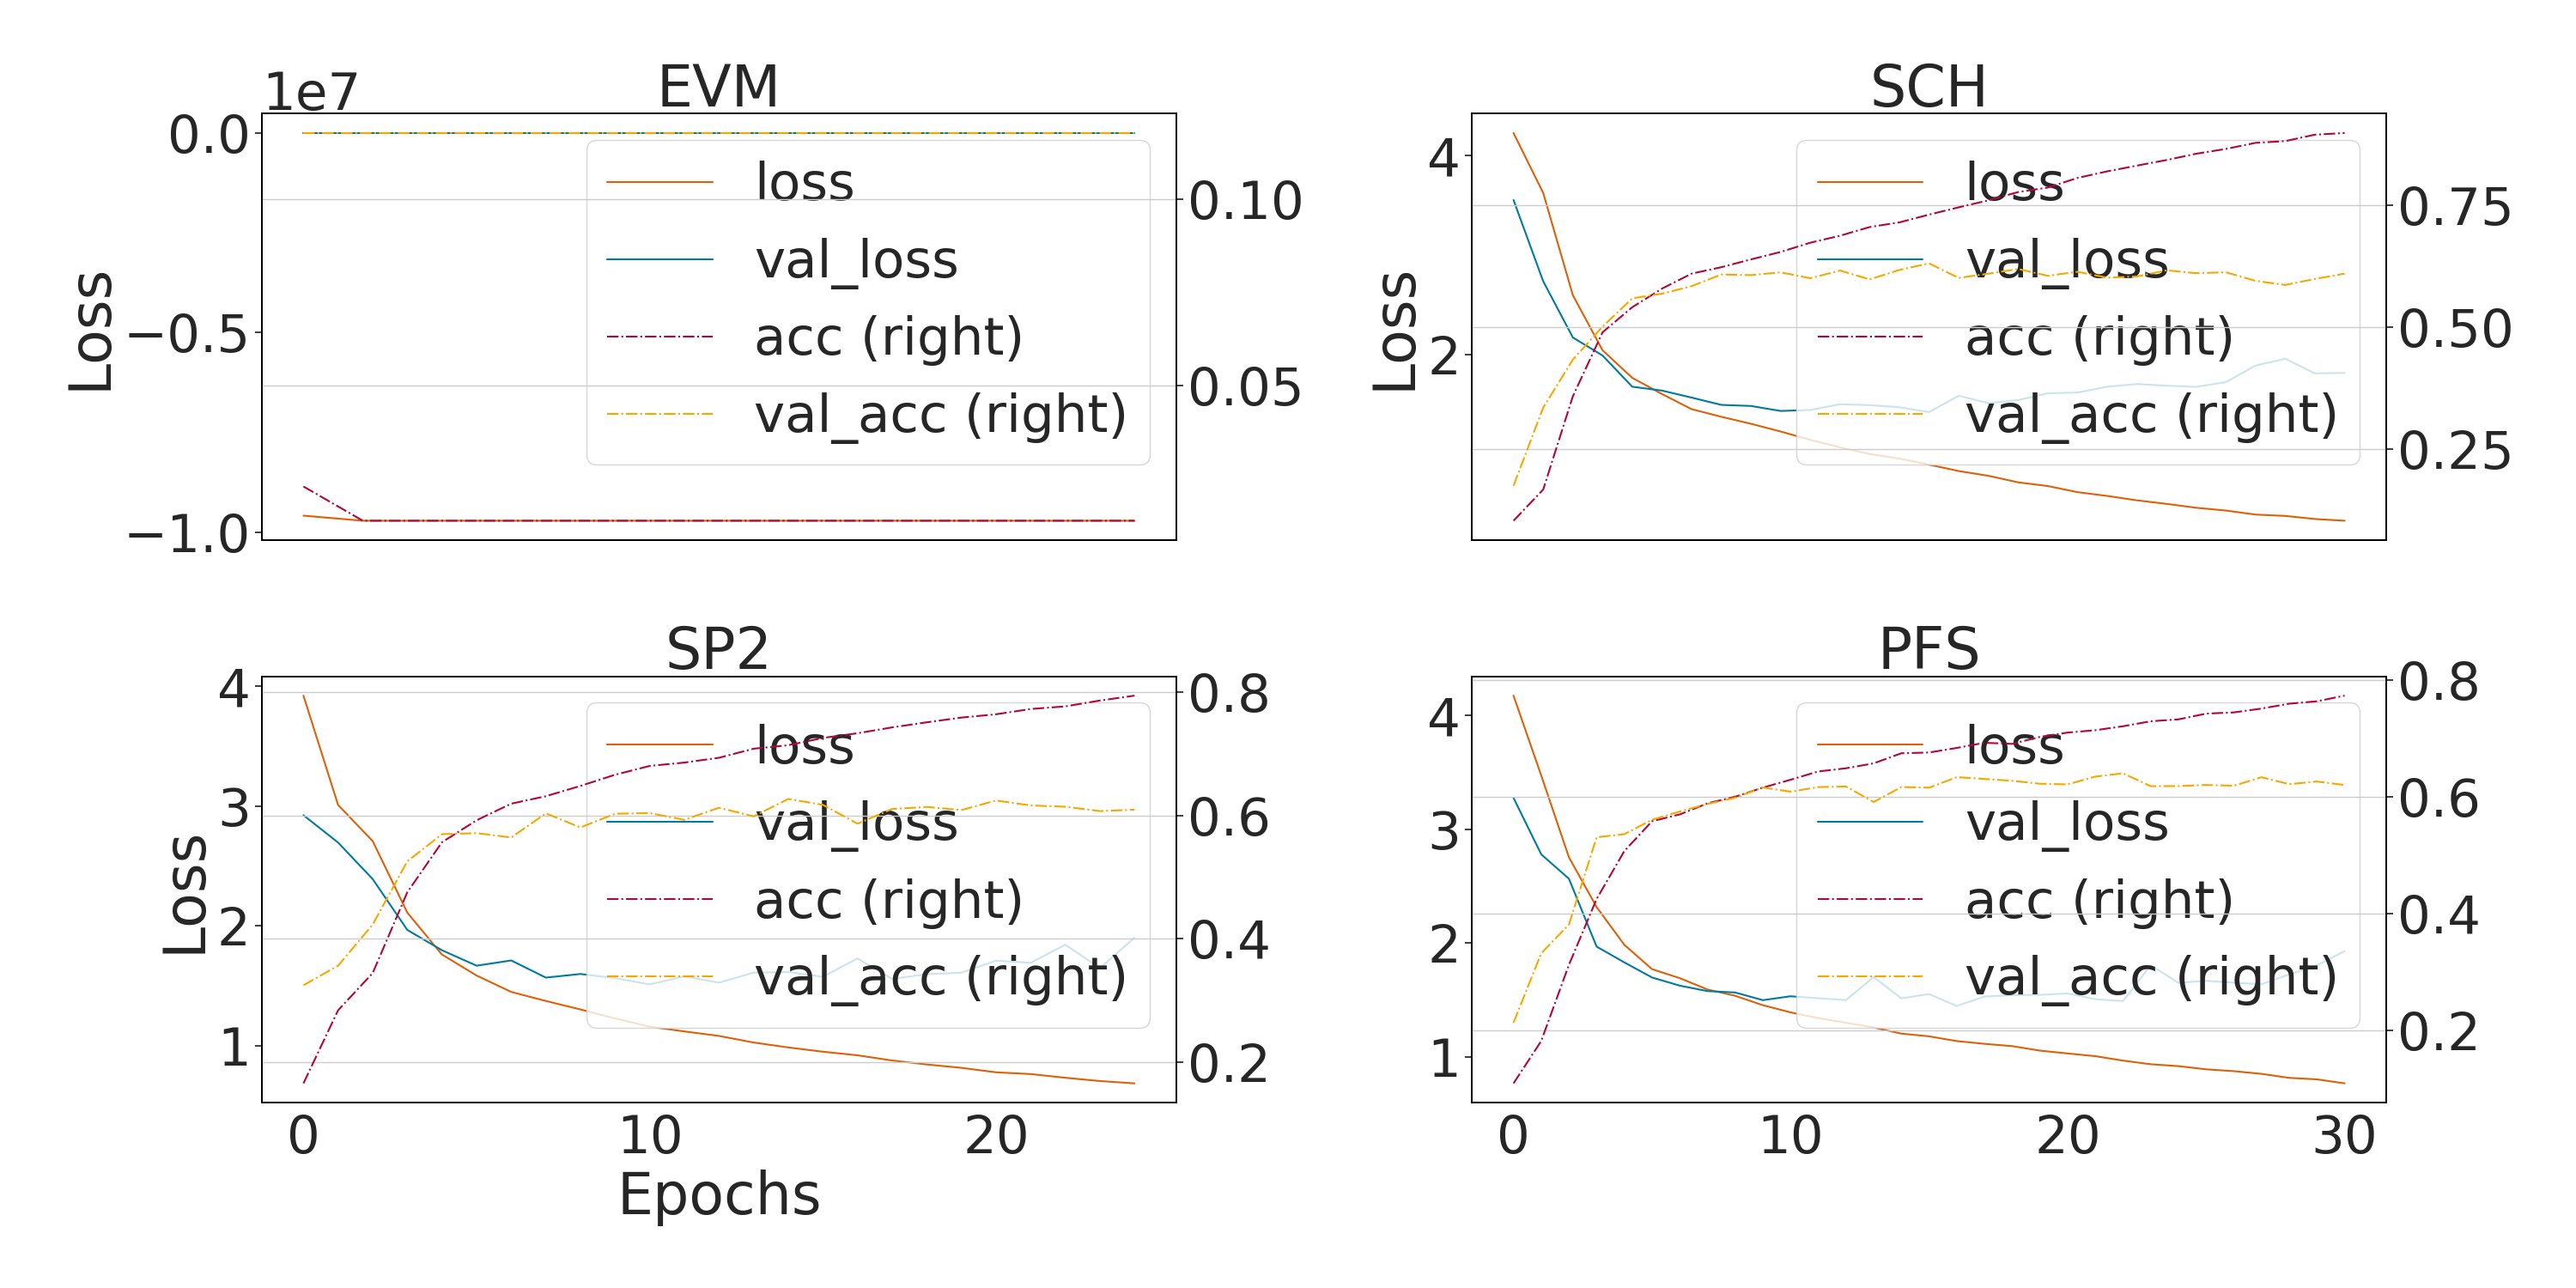 EVM
1e7
0.0
−0.5
−1.0
Loss
0.10
0.05
loss
val_loss
acc (right)
val_acc (right)
SCH
4
2
Loss
0.75
0.50
0.25
loss
val_loss
acc (right)
val_acc (right)
SP2
4
3
2
1
Loss
0.8
0.6
0.4
0.2
loss
val_loss
acc (right)
val_acc (right)
0 10 20
Epochs
PFS
4
3
2
1
0.8
0.6
0.4
0.2
loss
val_loss
acc (right)
val_acc (right)
0 10 20 30